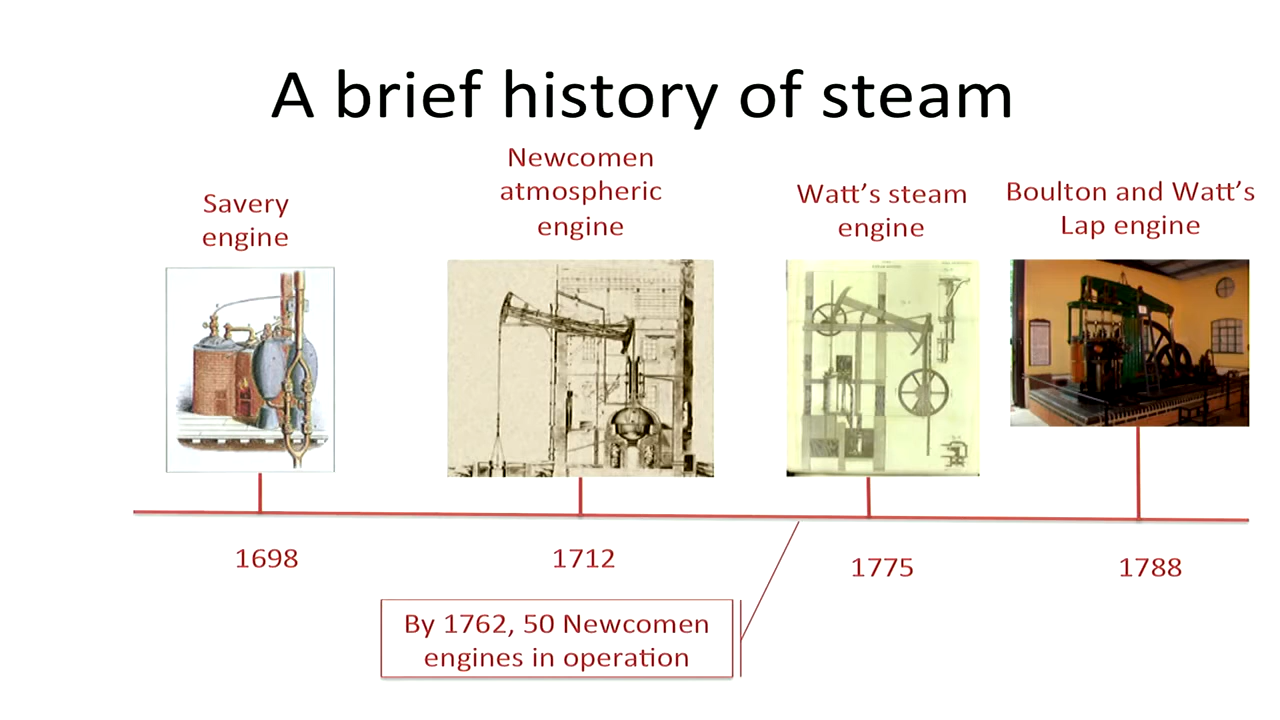 A brief history of steam
Savery
engine
Newcomen
atmospheric
engine
Watt's steam
engine
Boulton and Watt's
Lap engine
1698
1712
1775
1788
By 1762, 50 Newcomen
engines in operation